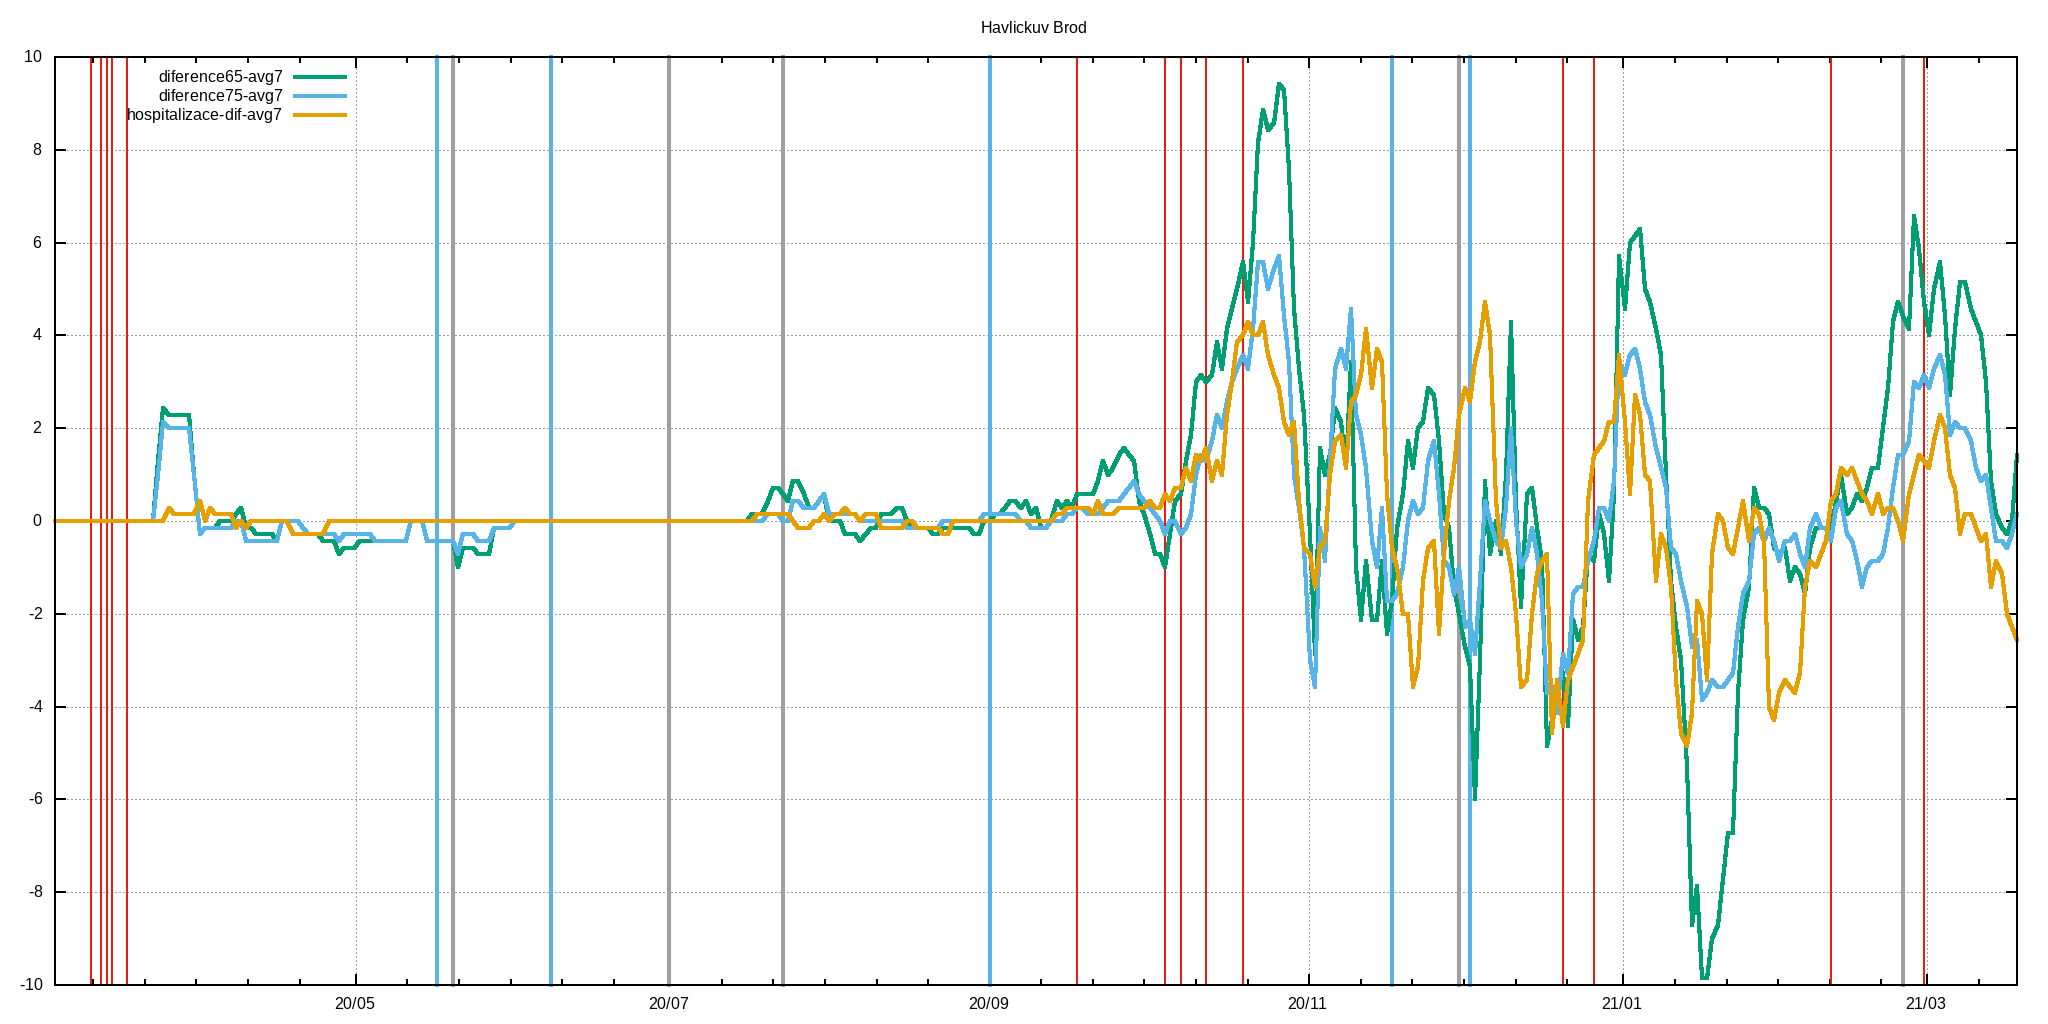 Havlickuv Brod
diference65-avg7
diference75-avg7
hospitalizace-dif-avg7
10
8
6
4
2
0
-2
-4
-6
-8
-10
20/05 20/07 20/09 20/11 21/01 21/03